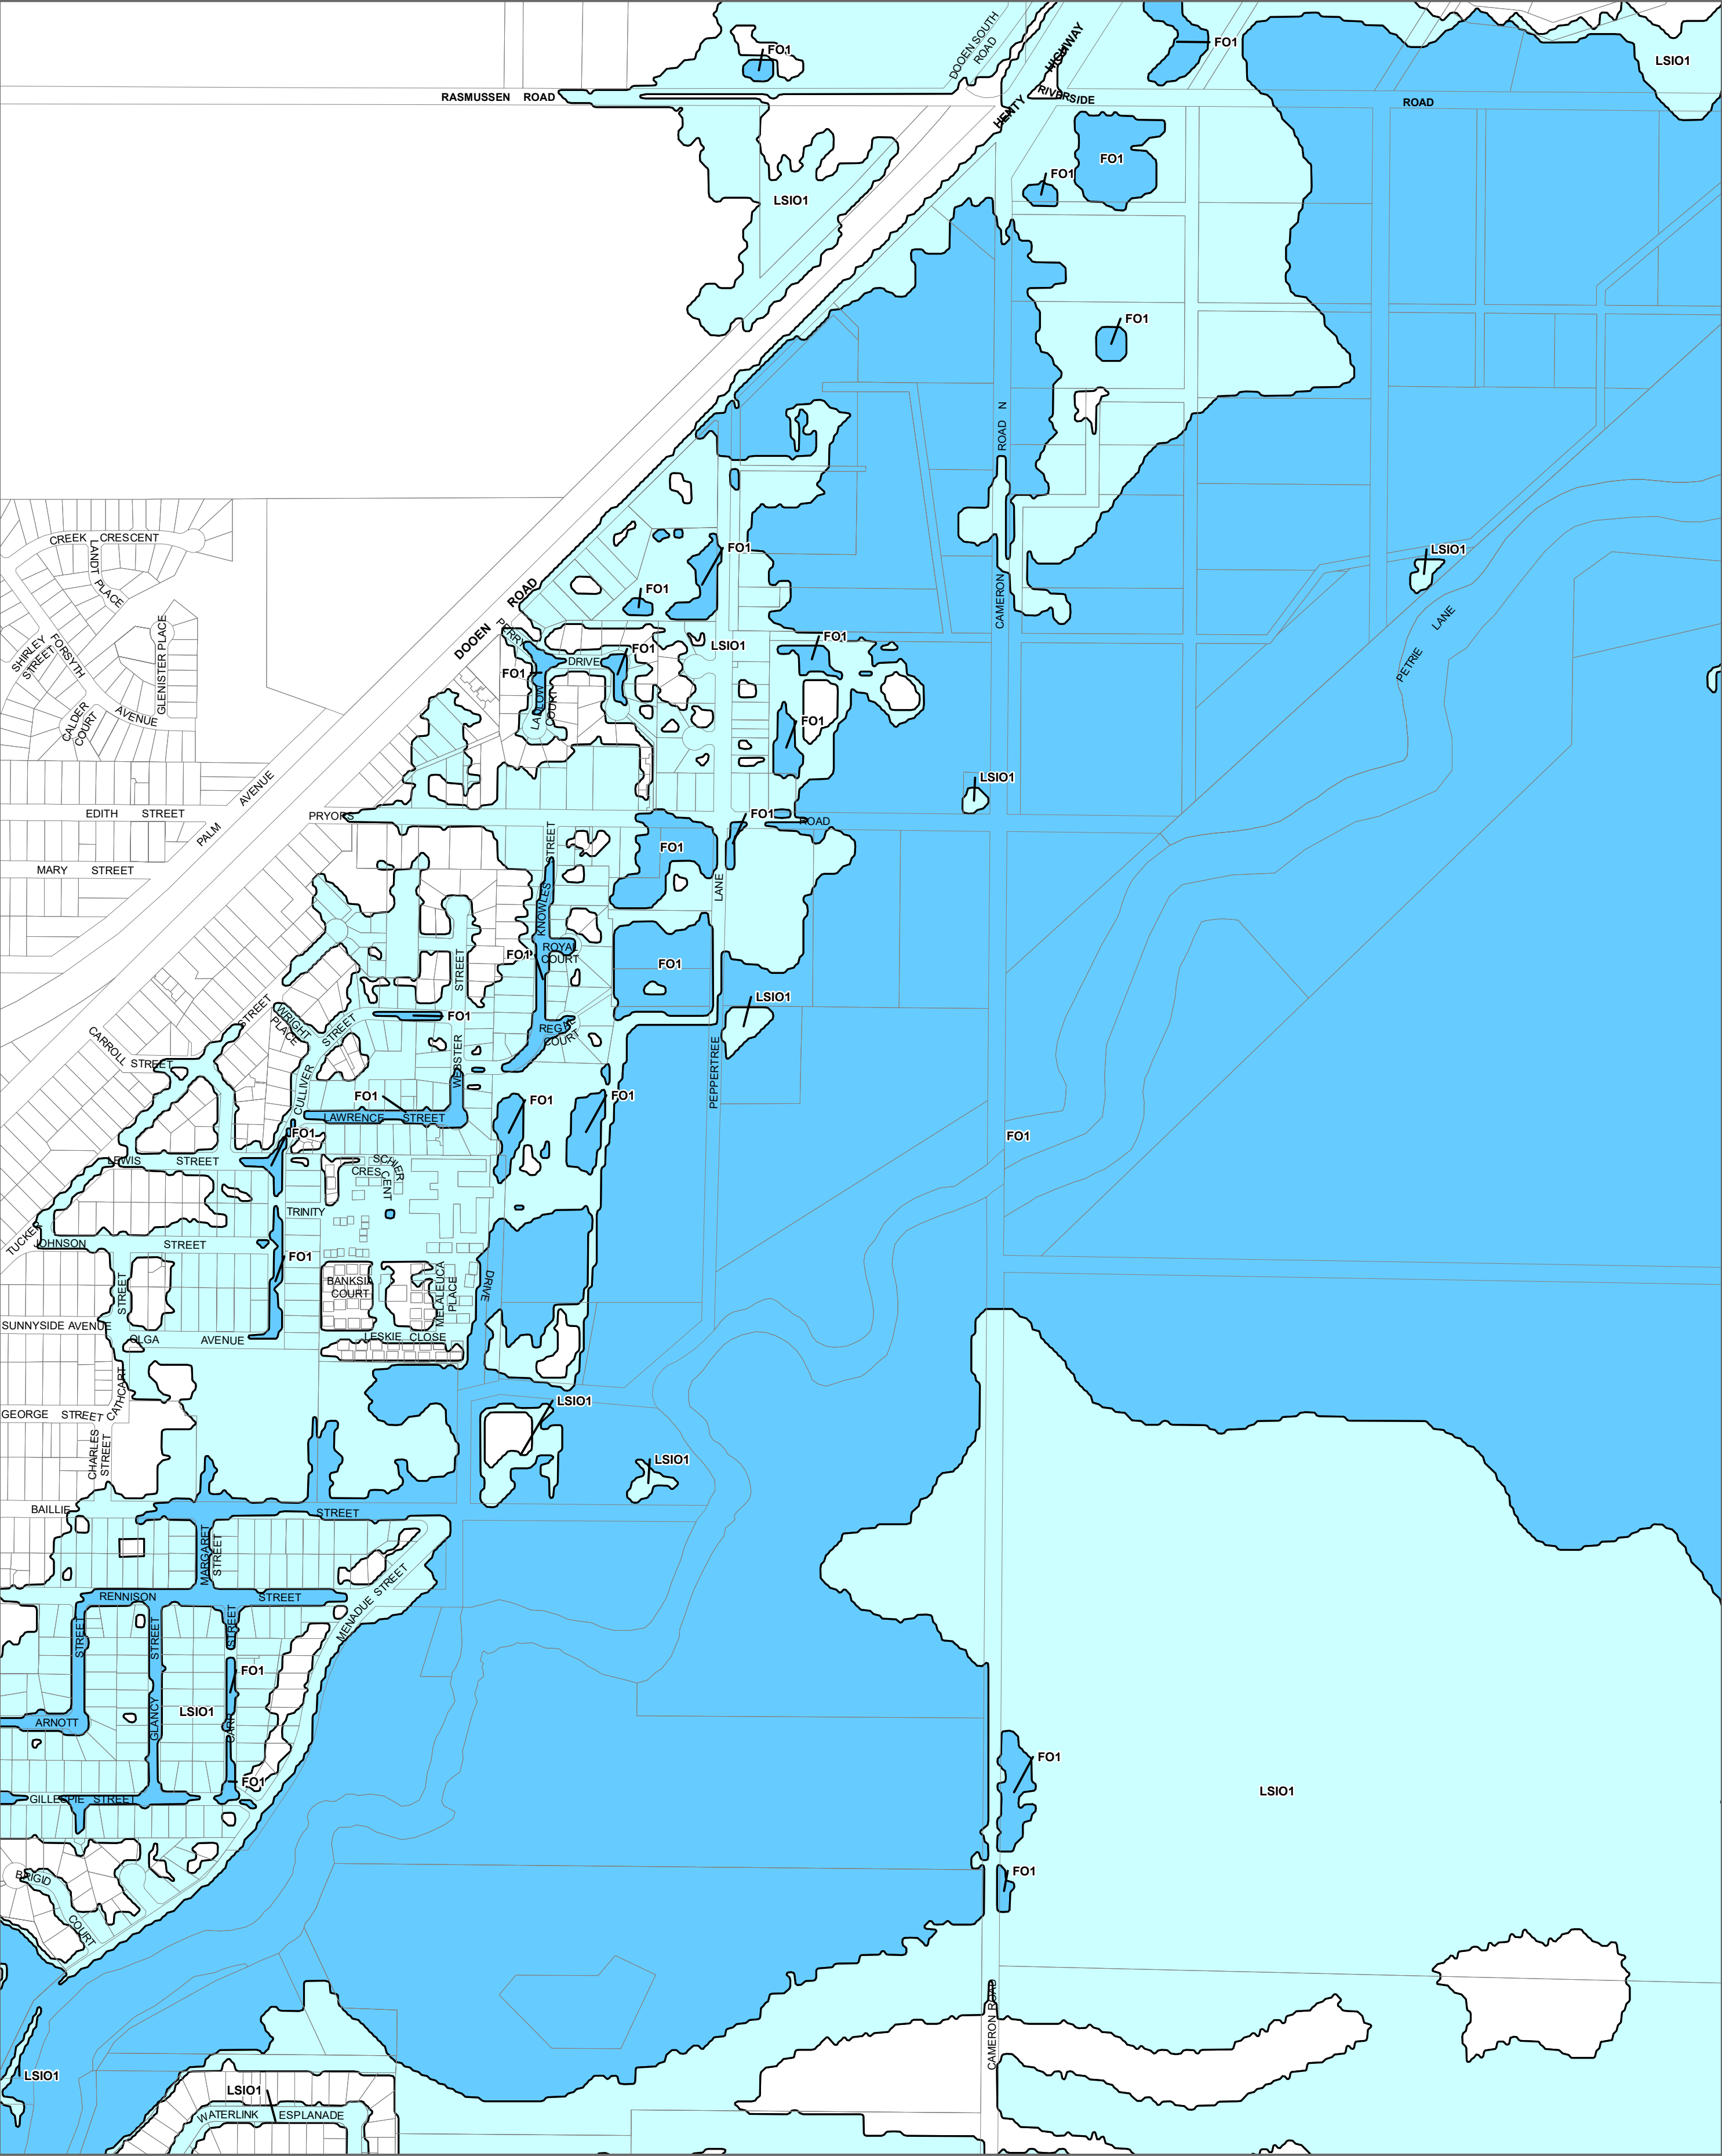 DOOEN SOUTH
ROAD
HENTY HIGHWAY
FO1
FO1
LSIO1
RASMUSSEN ROAD
RIVERSIDE ROAD
FO1
FO1
LSIO1
FO1
CAMERON ROAD N
CREEK CRESCENT
LANDT PLACE
FO1
LSIO1
FO1
DOOEN ROAD
SHIRLEY
STREET
FORSYTH
AVENUE
GLENISTER PLACE
CALDER
COURT
PERRY
DRIVE
FO1
LSIO1
FO1
PETRIE LANE
FO1
LADLOW
COURT
FO1
LSIO1
PALM AVENUE
EDITH STREET
PRYORS
ROAD
FO1
MARY STREET
FO1
KNOWLES STREET
PEPPERTREE LANE
ROYAL
COURT
FO1
FO1
WEBSTER STREET
LSIO1
CARROLL STREET
STREET
WRIGHT
PLACE
STREET
FO1
REGAL
COURT
CULLIVER
FO1
LAWRENCE STREET
FO1
FO1
FO1
FO1
LEWIS STREET
SCHIER
CRESCENT
TRINITY
DRIVE
TUCKER
JOHNSON STREET
FO1
STREET
BANKSIA
COURT
MELALEUCA
PLACE
SUNNYSIDE AVENUE
OLGA AVENUE
LESKIE CLOSE
CATHCART
GEORGE STREET
CHARLES
STREET
LSIO1
LSIO1
BAILLIE STREET
MARGARET
STREET
RENNISON STREET
MENADUE STREET
STREET
GLANCY STREET
CARR STREET
FO1
LSIO1
ARNOTT
FO1
GILLESPIE STREET
FO1
LSIO1
FO1
BRIGID
COURT
CAMERON ROAD
LSIO1
LSIO1
WATERLINK ESPLANADE